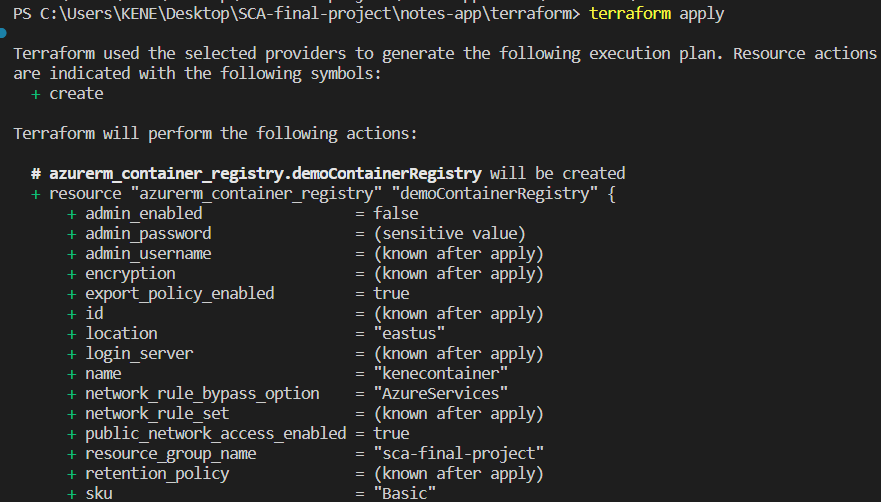 PS C:\Users\KENE\Desktop\SCA-final-project\notes-app\terraform> terraform apply
Terraform used the selected providers to generate the following execution plan. Resource actions
are indicated with the following symbols:
+ create
Terraform will perform the following actions:
# azurerm_container_registry.demoContainerRegistry will be created
+ resource "azurerm_container_registry" "demoContainerRegistry" {
+ admin_enabled = false
+ admin_password = (sensitive value)
+ admin_username = (known after apply)
+ encryption = (known after apply)
+ export_policy_enabled = true
+ id = (known after apply)
+ location = "eastus"
+ login_server = (known after apply)
+ name = "kenecontainer"
+ network_rule_bypass_option = "AzureServices"
+ network_rule_set = (known after apply)
+ public_network_access_enabled = true
+ resource_group_name = "sca-final-project"
+ retention_policy = (known after apply)
+ sku = "Basic"